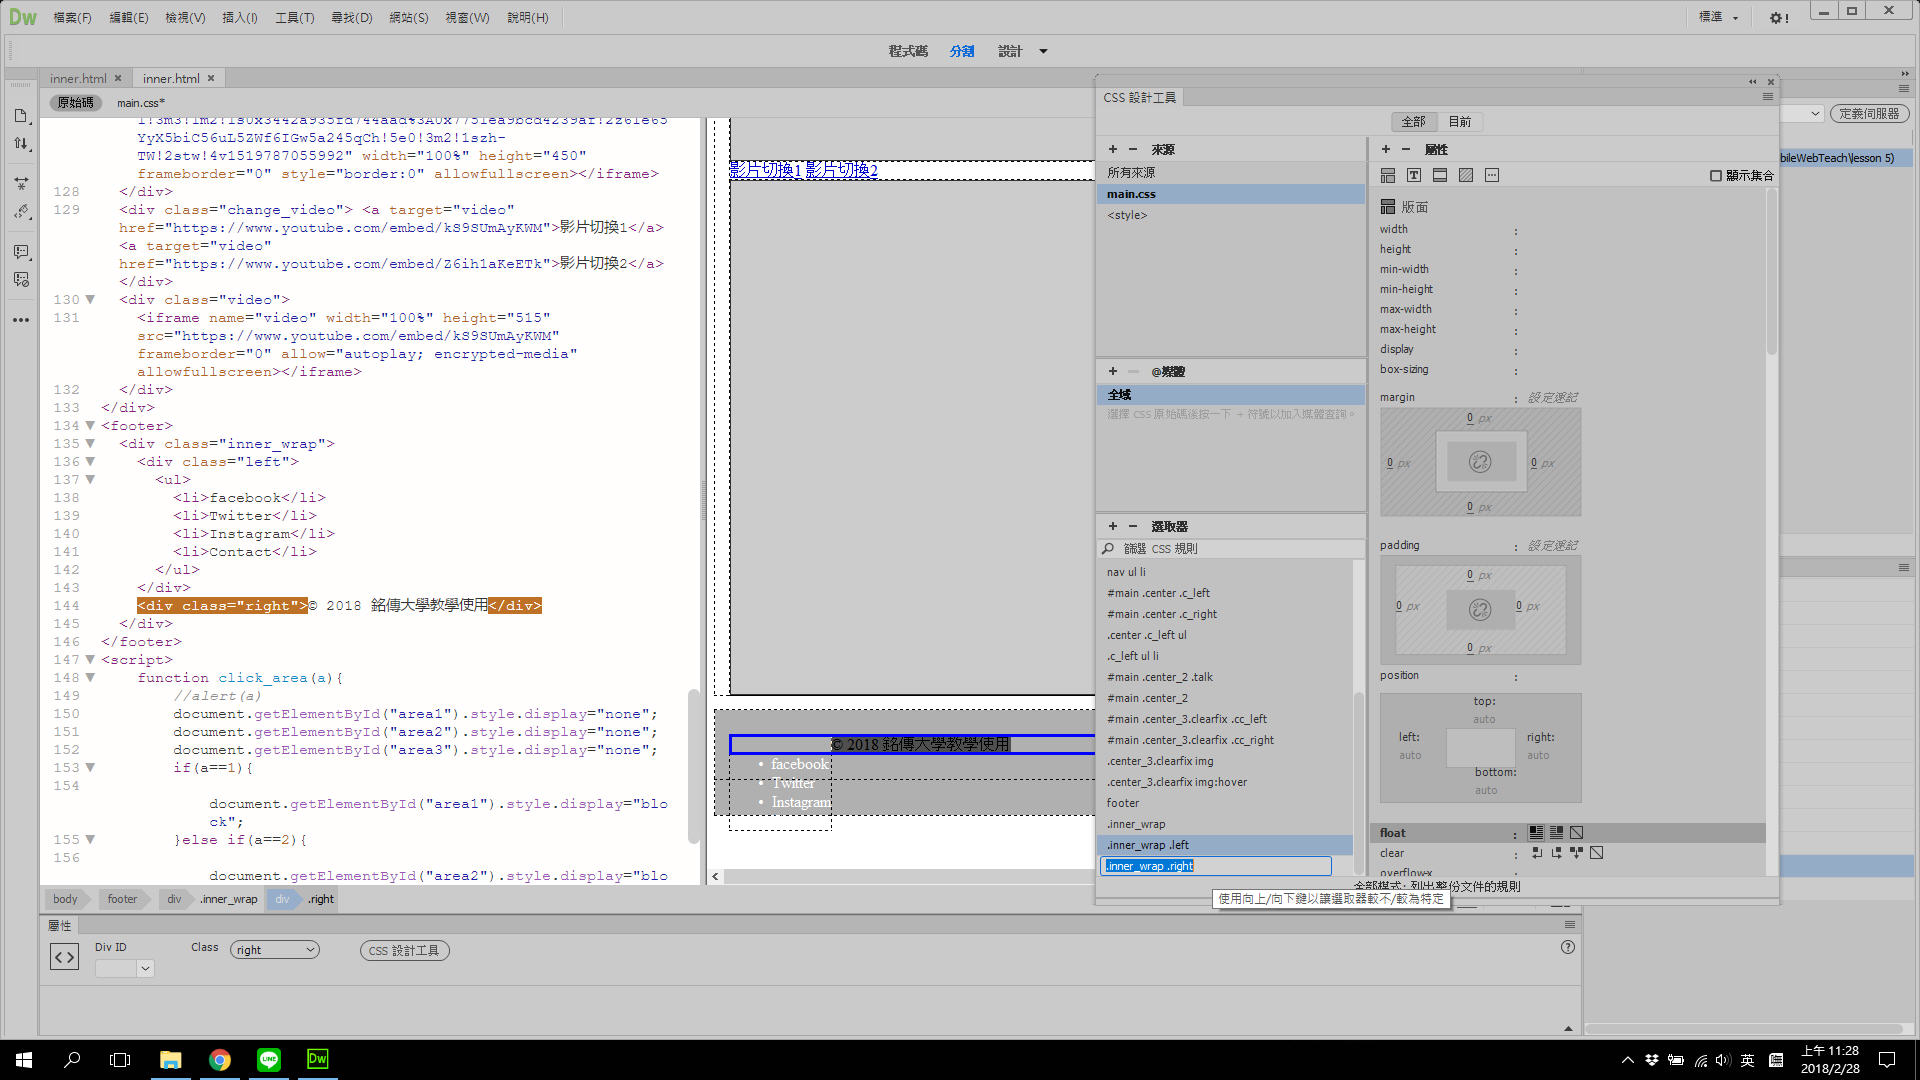 Dw 檔案(F) 編輯(E) 檢視(V) 插入(I) 工具(T) 尋找(D) 網站(S) 視窗(W) 說明(H) 標準
程式碼 分割 設計
inner.html inner.html
原始碼 main.css*
YyX5biC56uL5ZWf6IGw5a245qCh!5e0!3m2!1szh-
TW!2stw!4v1519787055992" width="100%" height="450"
frameborder="0" style="border:0" allowfullscreen></iframe>
128 </div>
129 <div class="change_video"> <a target="video"
href="https://www.youtube.com/embed/kS9SUmAyKWM">影片切換1</a>
<a target="video"
href="https://www.youtube.com/embed/Z6ih1aKeETk">影片切換2</a>
</div>
130 <div class="video">
131 <iframe name="video" width="100%" height="515"
src="https://www.youtube.com/embed/kS9SUmAyKWM"
frameborder="0" allow="autoplay; encrypted-media"
allowfullscreen></iframe>
132 </div>
133 </div>
134 <footer>
135 <div class="inner_wrap">
136 <div class="left">
137 <ul>
138 <li>facebook</li>
139 <li>Twitter</li>
140 <li>Instagram</li>
141 <li>Contact</li>
142 </ul>
143 </div>
144 <div class="right">© 2018 銘傳大學教學使用</div>
145 </div>
146 </footer>
147 <script>
148 function click_area(a){
149 //alert(a)
150 document.getElementById("area1").style.display="none";
151 document.getElementById("area2").style.display="none";
152 document.getElementById("area3").style.display="none";
153 if(a==1){
154
document.getElementById("area1").style.display="blo
ck";
155 }else if(a==2){
156
document.getElementById("area2").style.display="blo
body footer div .inner_wrap div .right
影片切換1 影片切換2
© 2018 銘傳大學教學使用
• facebook
• Twitter
• Instagram
CSS 設計工具
全部 目前
+ − 來源
所有來源
main.css
<style>
+ − @媒體
全域
選擇 CSS 原始碼後按一下 + 符號以加入媒體查詢。
+ − 選取器
篩選 CSS 規則
nav ul li
#main .center .c_left
#main .center .c_right
.center .c_left ul
.c_left ul li
#main .center_2 .talk
#main .center_2
#main .center_3.clearfix .cc_left
#main .center_3.clearfix .cc_right
.center_3.clearfix img
.center_3.clearfix img:hover
footer
.inner_wrap
.inner_wrap .left
.inner_wrap .right
全部模式: 列出整份文件的規則
使用向上/向下鍵以讓選取器較不/較為特定
+ − 屬性
顯示集合
版面
width :
height :
min-width :
min-height :
max-width :
max-height :
display :
box-sizing :
margin : 設定速記
0 px
0 px 0 px
0 px
padding : 設定速記
0 px
0 px 0 px
0 px
position :
top:
auto
left: right:
auto auto
bottom:
auto
float :
clear :
overflow-x
定義伺服器
bileWebTeach\lesson 5)
屬性
Div ID Class right CSS 設計工具
LINE Dw
英
上午 11:28
2018/2/28